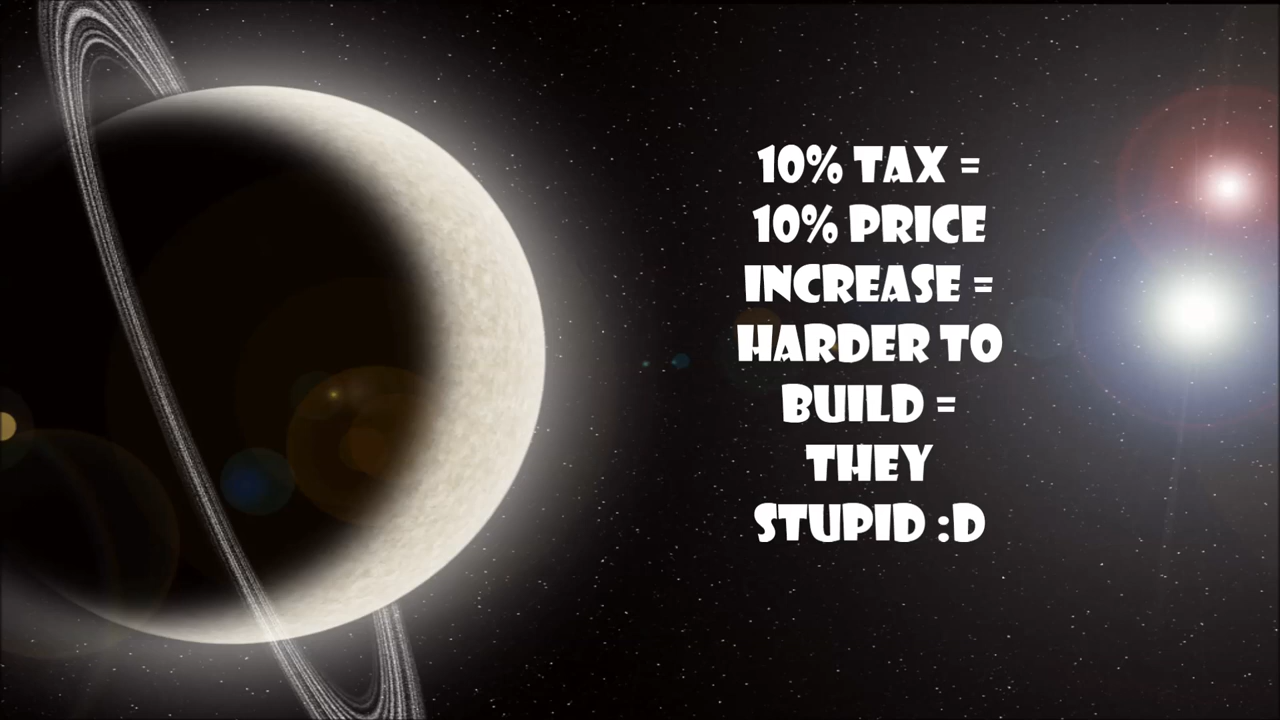 10% TAX =
10% PRICE
INCREASE =
HARDER TO
BUILD =
THEY
STUPID :D